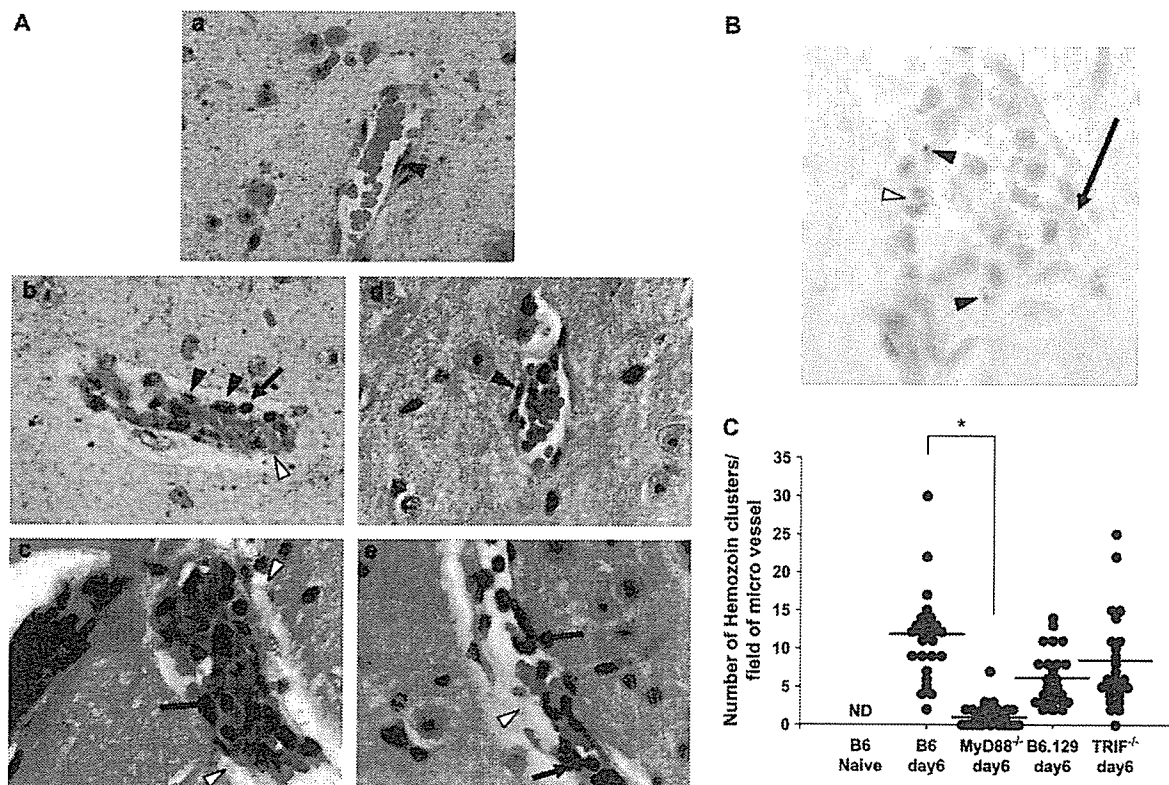 A
a
B
b
d
c
e
C
*
Number of Hemozoin clusters/
field of micro vessel
35
30
25
20
15
10
5
0
ND
B6 B6 MyD88-/- B6.129 TRIF-/-
Naive day6 day6 day6 day6